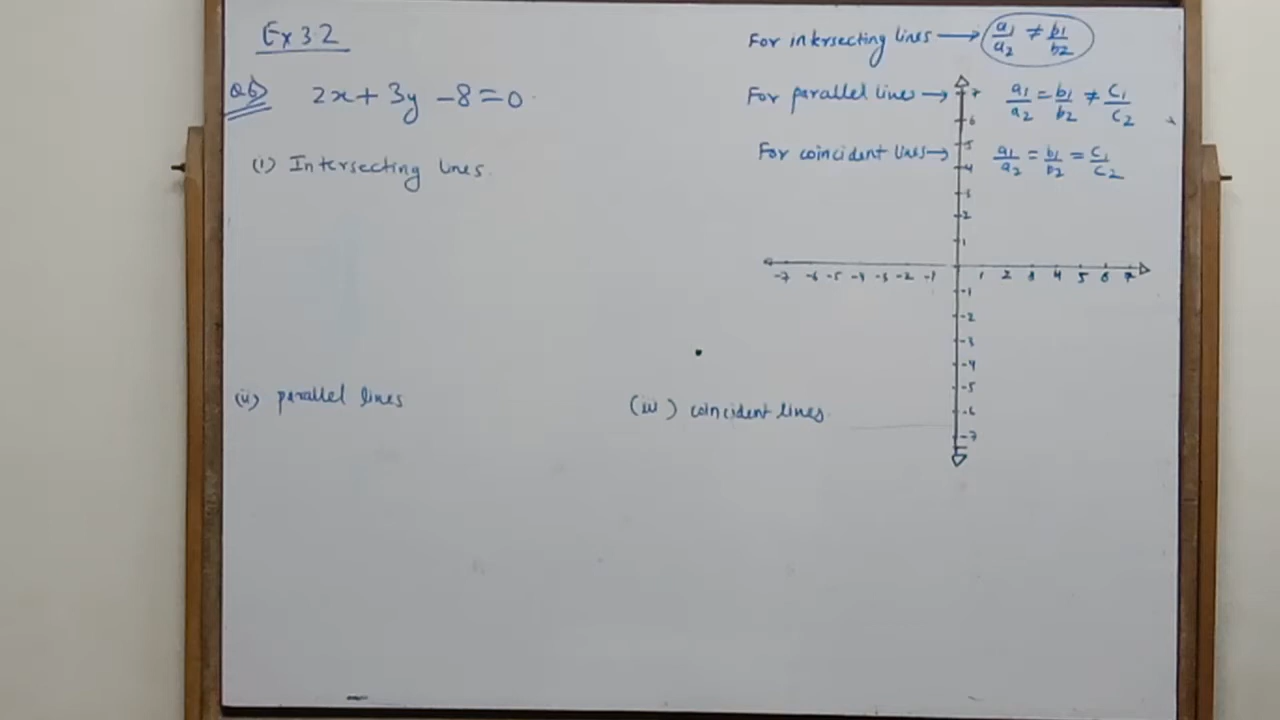 Ex 3.2
Q6) 2x + 3y - 8 = 0
(i) Intersecting lines.
(ii) parallel lines
(iii) coincident lines.
For intersecting lines → a1/a2 ≠ b1/b2
For parallel lines → a1/a2 = b1/b2 ≠ c1/c2
For coincident lines → a1/a2 = b1/b2 = c1/c2
7
6
5
4
3
2
1
-7 -6 -5 -4 -3 -2 -1 1 2 3 4 5 6 7
-1
-2
-3
-4
-5
-6
-7